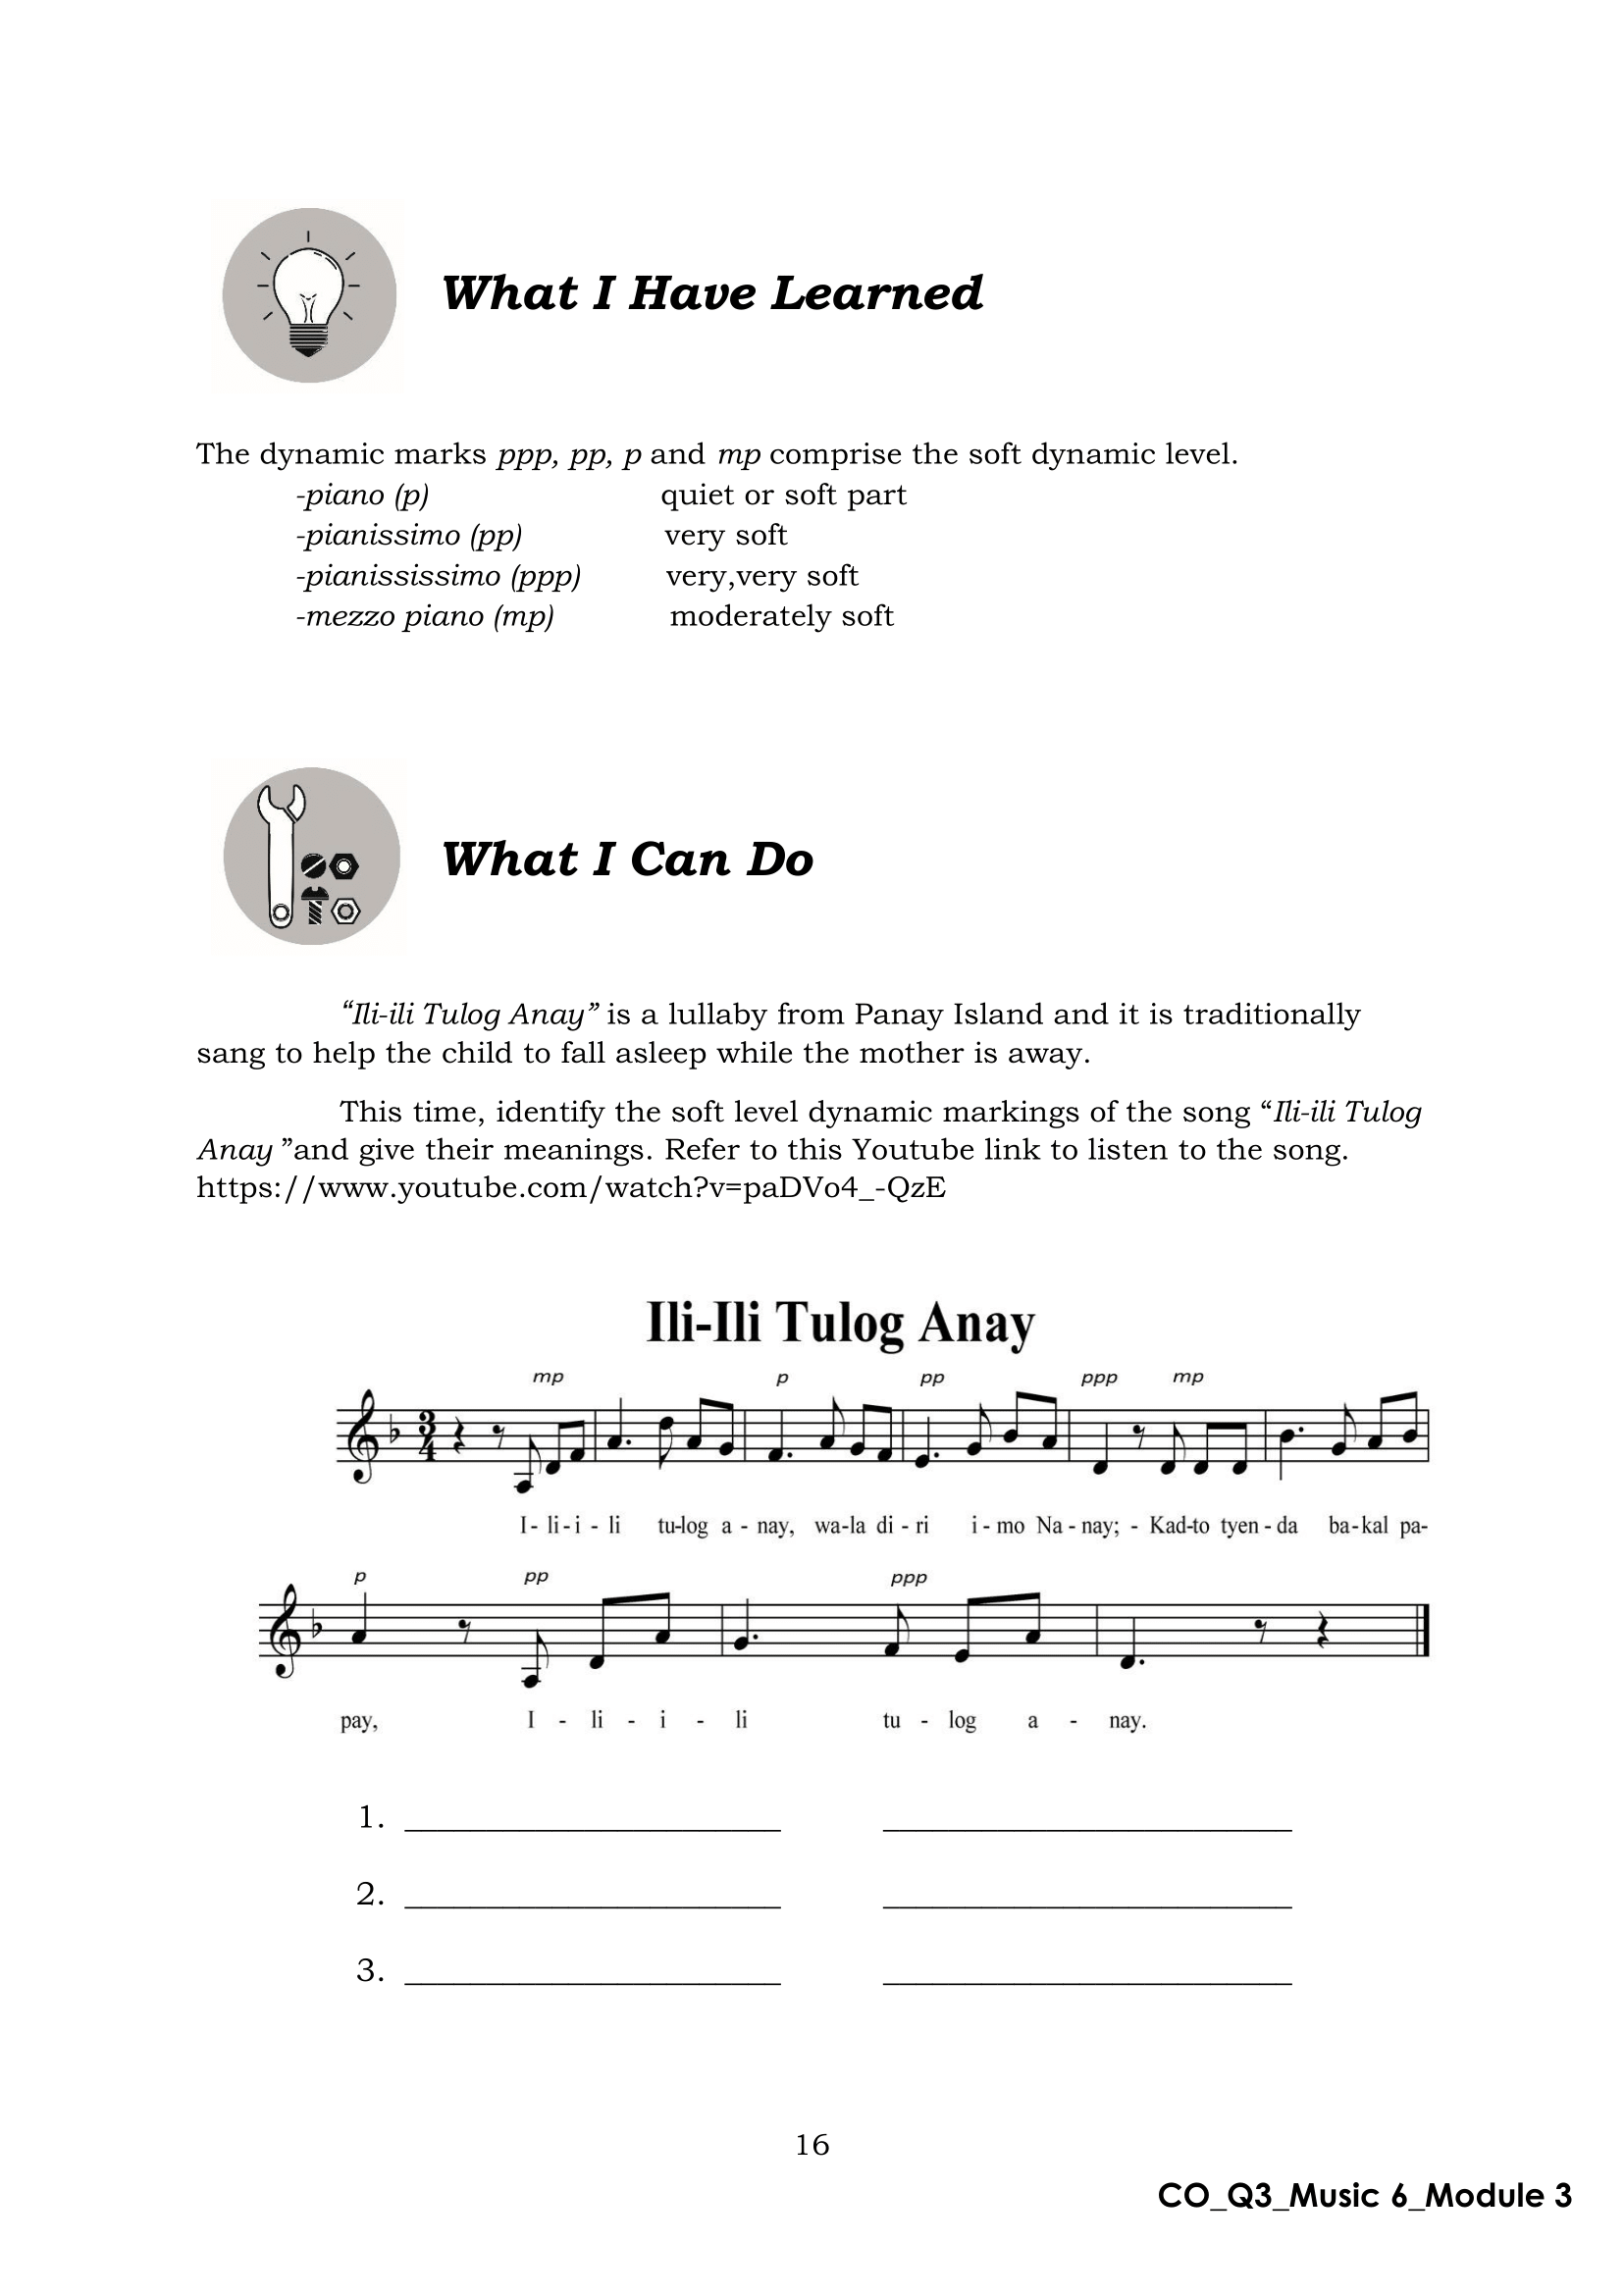 What I Have Learned
The dynamic marks ppp, pp, p and mp comprise the soft dynamic level.
-piano (p) quiet or soft part
-pianissimo (pp) very soft
-pianississimo (ppp) very,very soft
-mezzo piano (mp) moderately soft
What I Can Do
“Ili-ili Tulog Anay” is a lullaby from Panay Island and it is traditionally
sang to help the child to fall asleep while the mother is away.
This time, identify the soft level dynamic markings of the song “Ili-ili Tulog
Anay ”and give their meanings. Refer to this Youtube link to listen to the song.
https://www.youtube.com/watch?v=paDVo4_-QzE
Ili-Ili Tulog Anay
mp p pp ppp mp
3
4
I - li - i - li tu-log a - nay, wa-la di - ri i - mo Na - nay; - Kad-to tyen - da ba-kal pa-
p pp ppp
pay, I - li - i - li tu - log a - nay.
1. _______________________ _________________________
2. _______________________ _________________________
3. _______________________ _________________________
16
CO_Q3_Music 6_Module 3